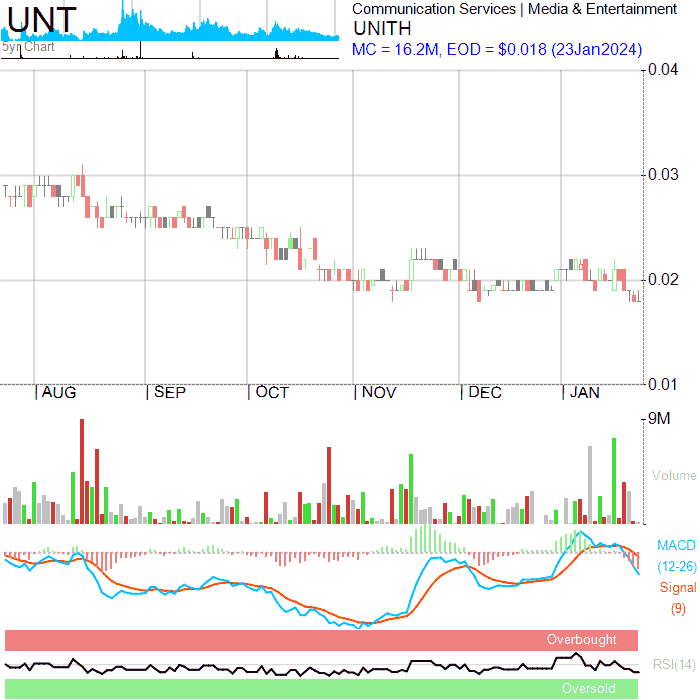 UNT
5yr Chart
Communication Services | Media & Entertainment
UNITH
MC = 16.2M, EOD = $0.018 (23Jan2024)
0.04
0.03
0.02
0.01
AUG SEP OCT NOV DEC JAN
9M
Volume
MACD
(12-26)
Signal
(9)
Overbought
RSI(14)
Oversold